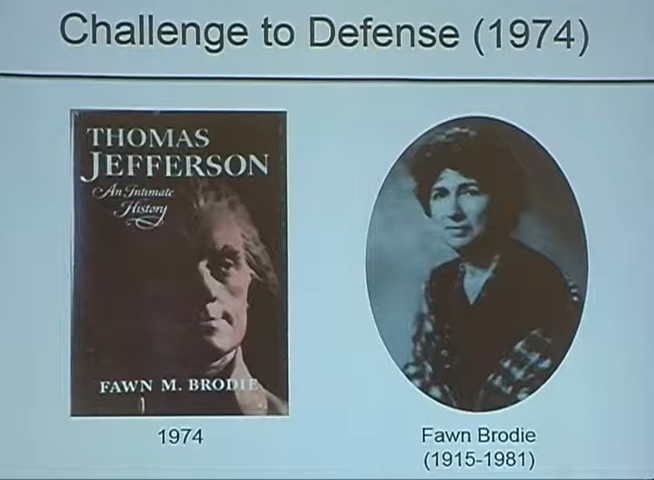 Challenge to Defense (1974)
THOMAS
JEFFERSON
An Intimate
History
FAWN M. BRODIE
1974
Fawn Brodie
(1915-1981)